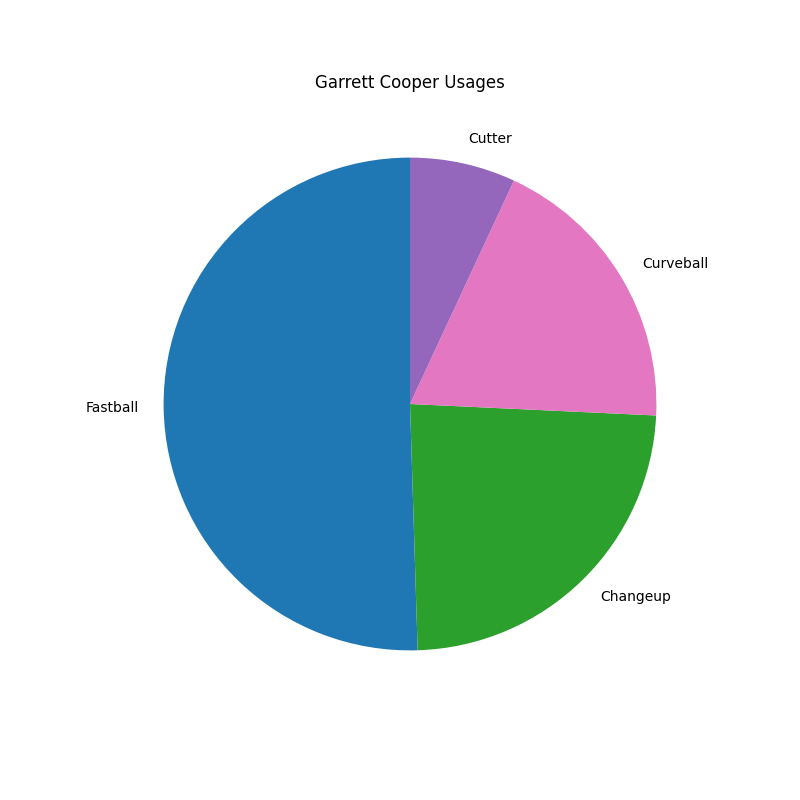 Garrett Cooper Usages
Cutter
Curveball
Fastball
Changeup